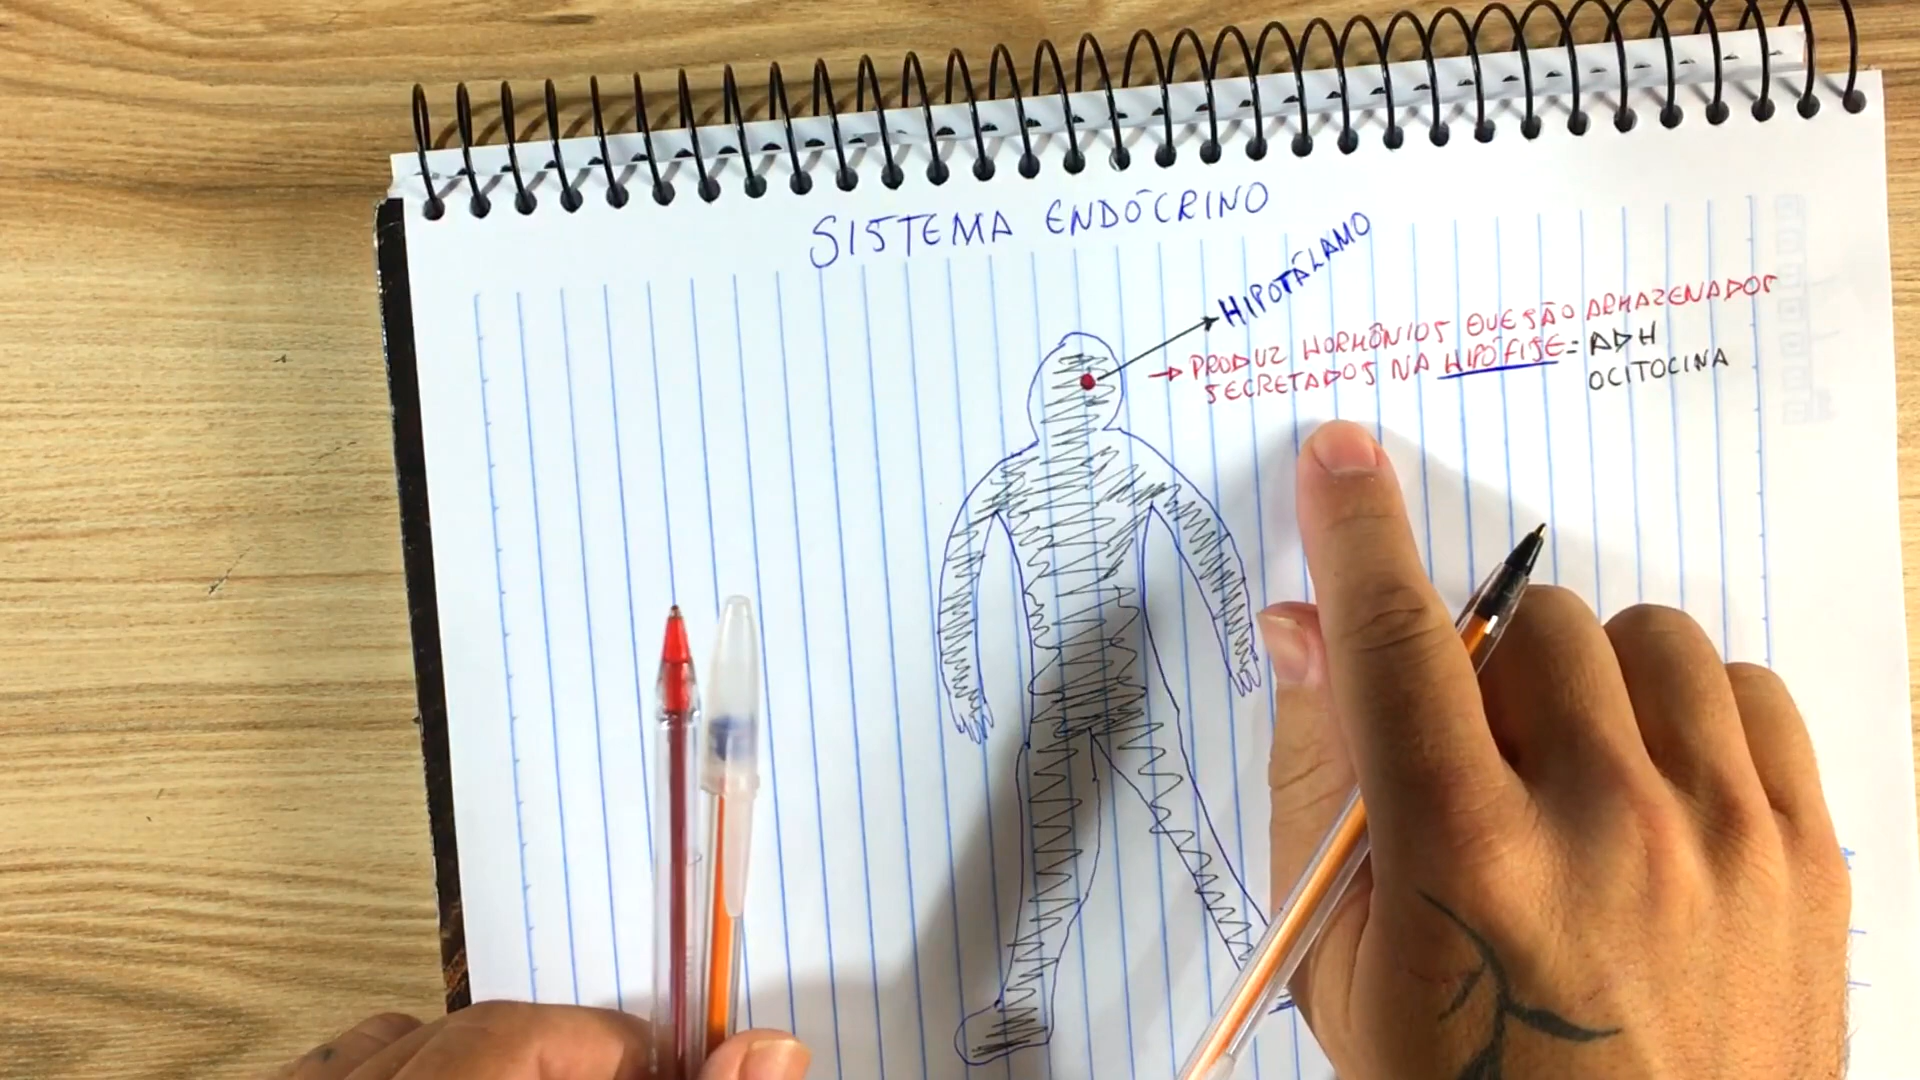 SISTEMA ENDÓCRINO
HIPOTÁLAMO
PRODUZ HORMÔNIOS QUE SÃO ARMAZENADOS
SECRETADOS NA HIPÓFISE = ADH
OCITOCINA